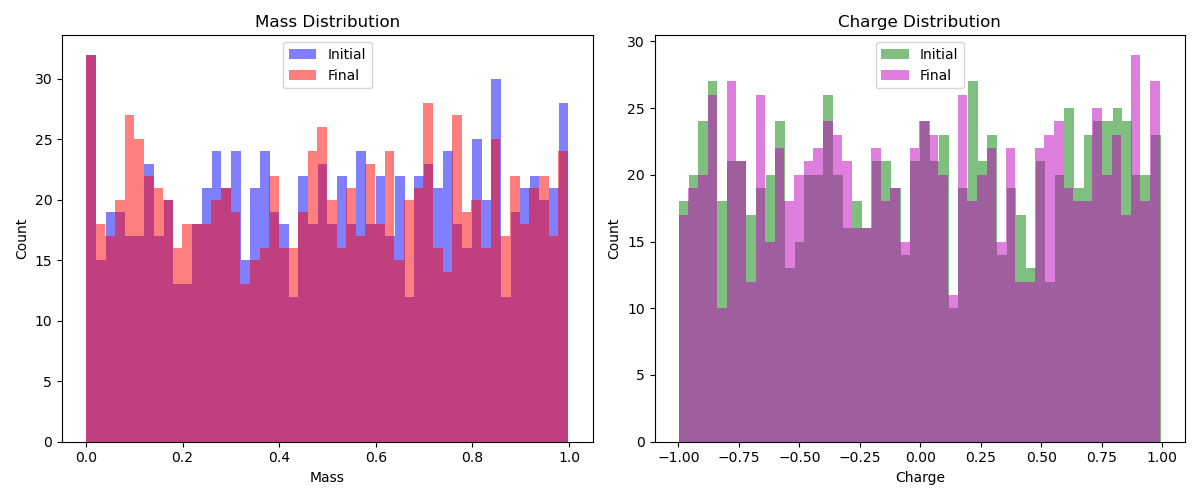 Mass Distribution
Initial
Final
Count
30
25
20
15
10
5
0
0.0 0.2 0.4 0.6 0.8 1.0
Mass
Charge Distribution
Initial
Final
Count
30
25
20
15
10
5
0
−1.00 −0.75 −0.50 −0.25 0.00 0.25 0.50 0.75 1.00
Charge